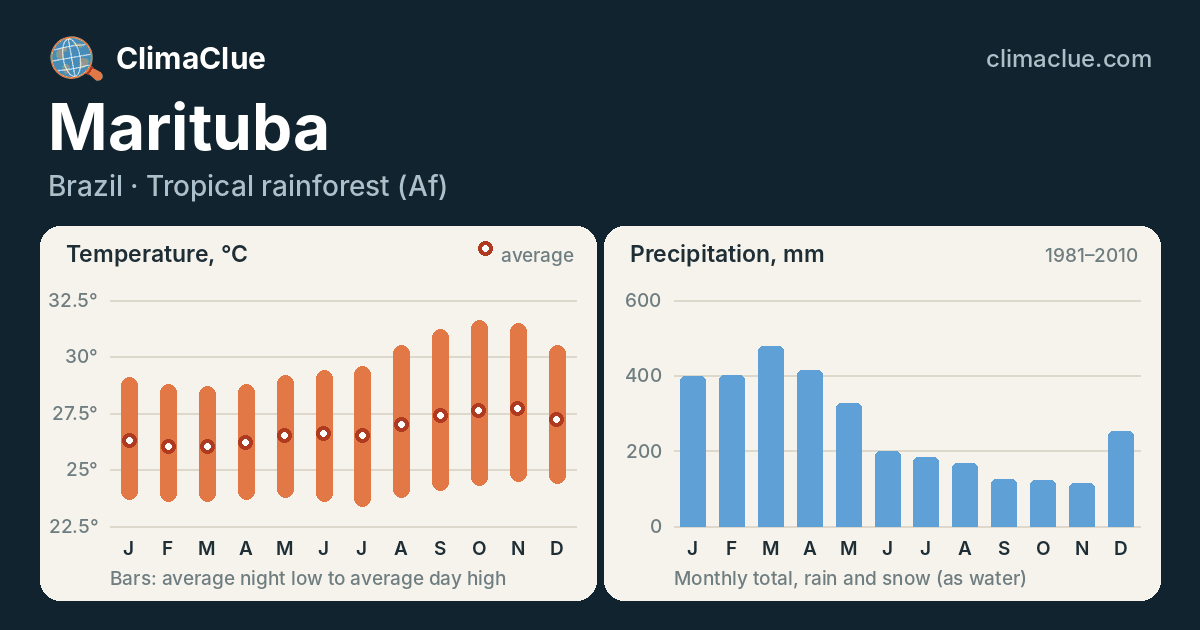 ClimaClue
climaclue.com
Marituba
Brazil · Tropical rainforest (Af)
Temperature, °C
average
32.5°
30°
27.5°
25°
22.5°
J F M A M J J A S O N D
Bars: average night low to average day high
Precipitation, mm
1981–2010
600
400
200
0
J F M A M J J A S O N D
Monthly total, rain and snow (as water)